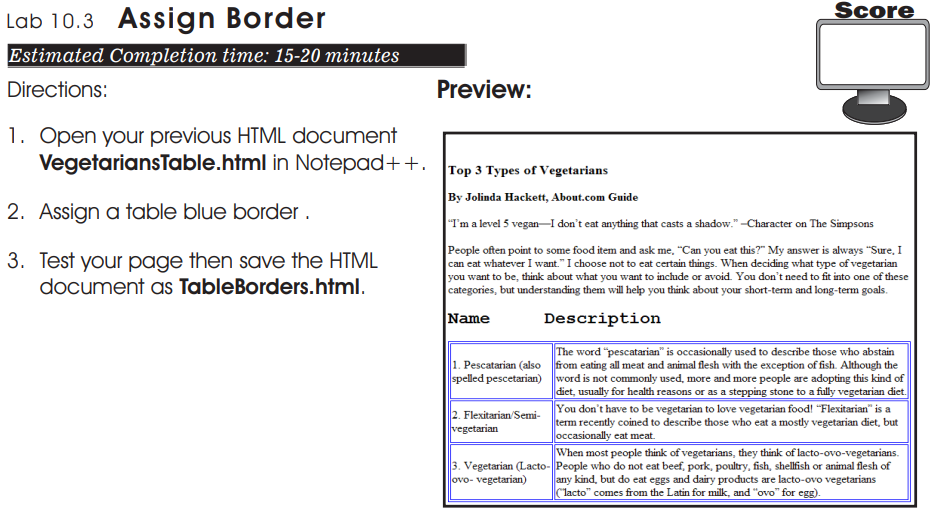 Lab 10.3 Assign Border
Score
Estimated Completion time: 15-20 minutes
Directions:
1. Open your previous HTML document
VegetariansTable.html in Notepad++.
2. Assign a table blue border .
3. Test your page then save the HTML
document as TableBorders.html.
Preview:
Top 3 Types of Vegetarians
By Jolinda Hackett, About.com Guide
“I’m a level 5 vegan—I don’t eat anything that casts a shadow.” –Character on The Simpsons
People often point to some food item and ask me, “Can you eat this?” My answer is always “Sure, I
can eat whatever I want.” I choose not to eat certain things. When deciding what type of vegetarian
you want to be, think about what you want to include or avoid. You don’t need to fit into one of these
categories, but understanding them will help you think about your short-term and long-term goals.
Name Description
1. Pescatarian (also
spelled pescetarian)
The word “pescatarian” is occasionally used to describe those who abstain
from eating all meat and animal flesh with the exception of fish. Although the
word is not commonly used, more and more people are adopting this kind of
diet, usually for health reasons or as a stepping stone to a fully vegetarian diet.
2. Flexitarian/Semi-
vegetarian
You don’t have to be vegetarian to love vegetarian food! “Flexitarian” is a
term recently coined to describe those who eat a mostly vegetarian diet, but
occasionally eat meat.
3. Vegetarian (Lacto-
ovo- vegetarian)
When most people think of vegetarians, they think of lacto-ovo-vegetarians.
People who do not eat beef, pork, poultry, fish, shellfish or animal flesh of
any kind, but do eat eggs and dairy products are lacto-ovo vegetarians
(“lacto” comes from the Latin for milk, and “ovo” for egg).